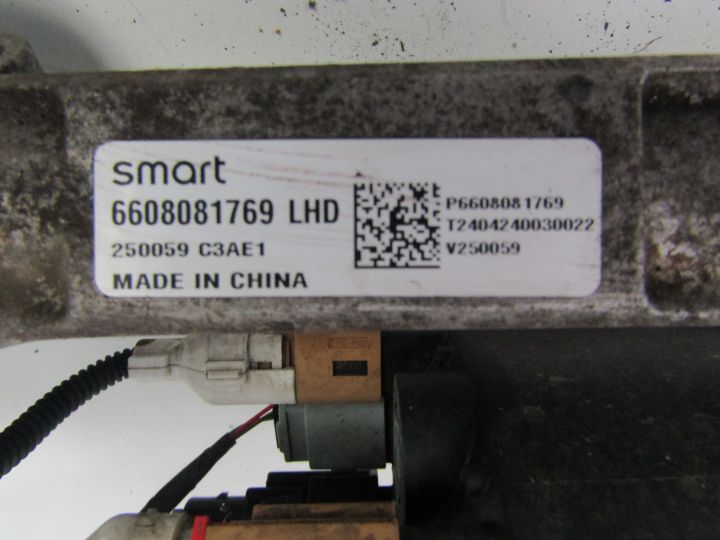 smart
6608081769 LHD
250059 C3AE1
MADE IN CHINA
P6608081769
T2404240030022
V250059